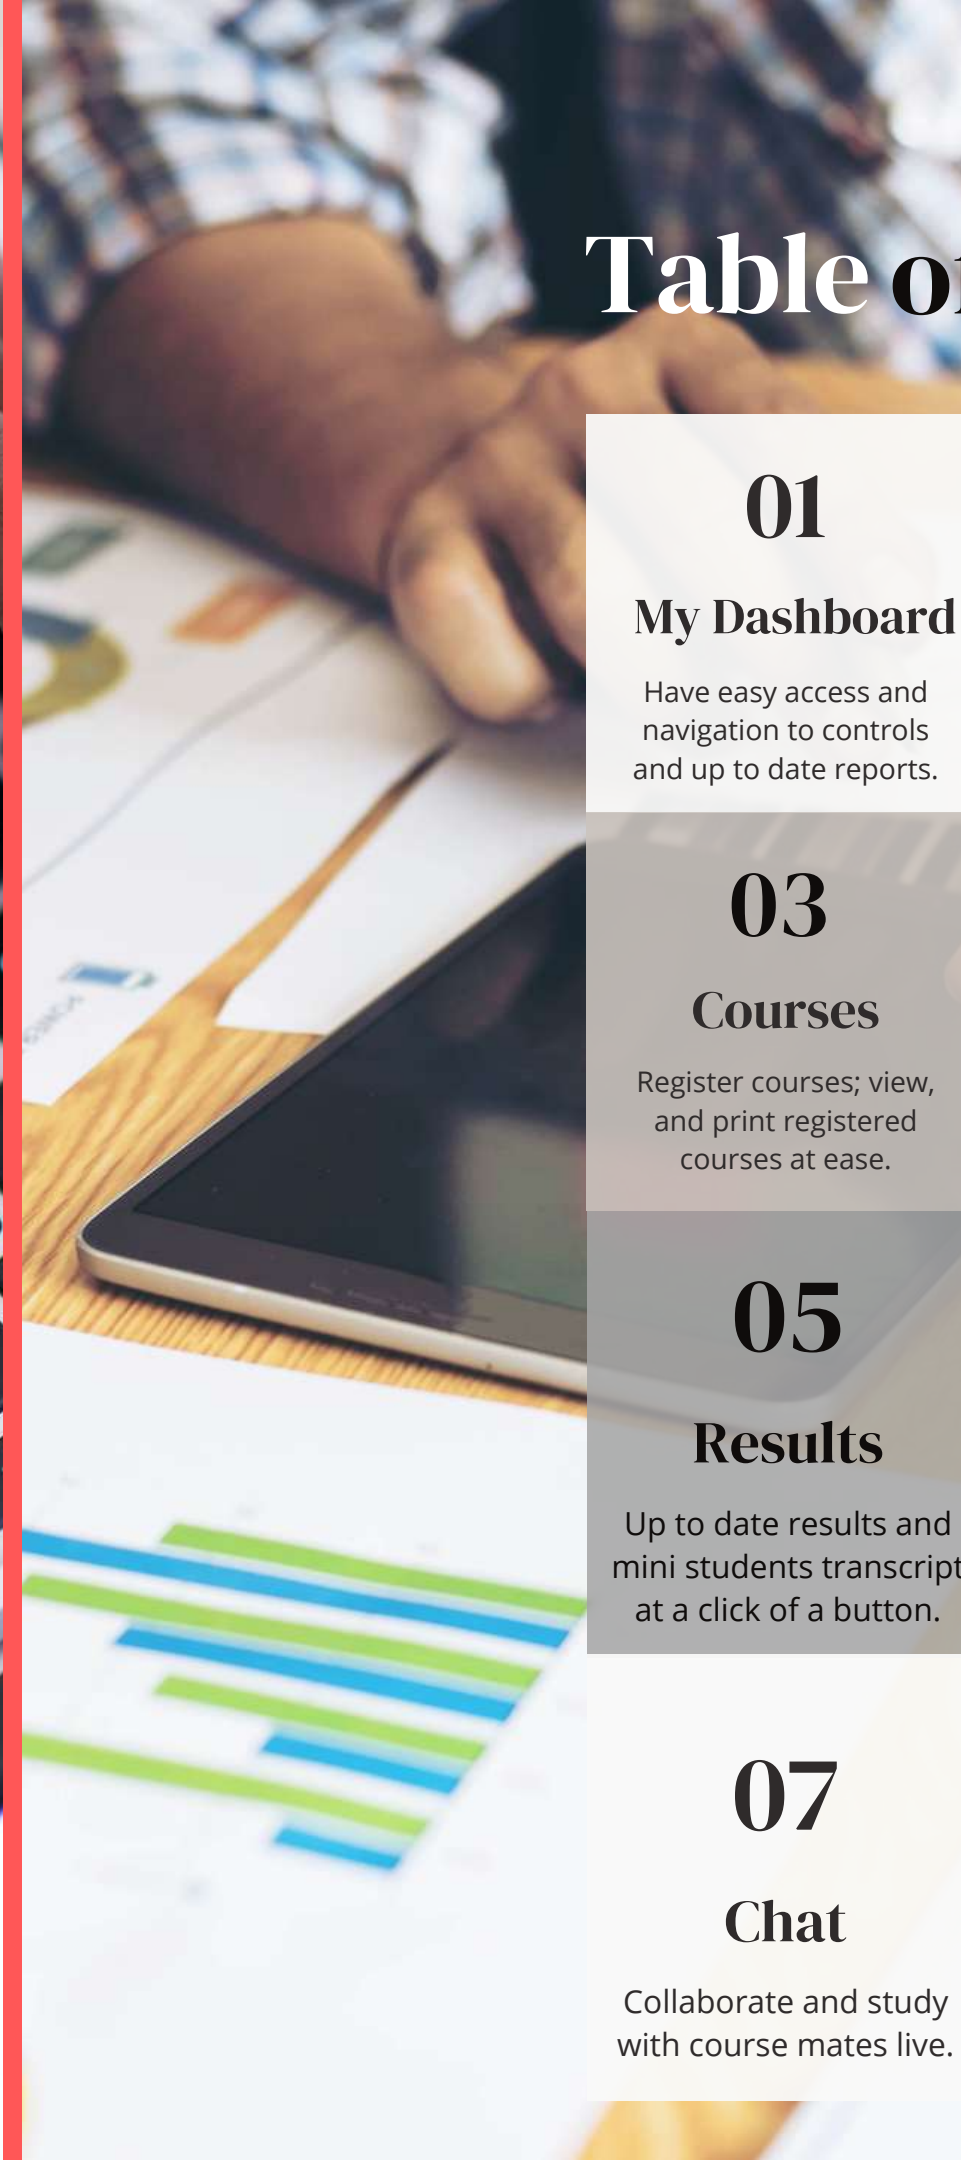 Table of
01
My Dashboard
Have easy access and
navigation to controls
and up to date reports.
03
Courses
Register courses; view,
and print registered
courses at ease.
05
Results
Up to date results and
mini students transcript
at a click of a button.
07
Chat
Collaborate and study
with course mates live.